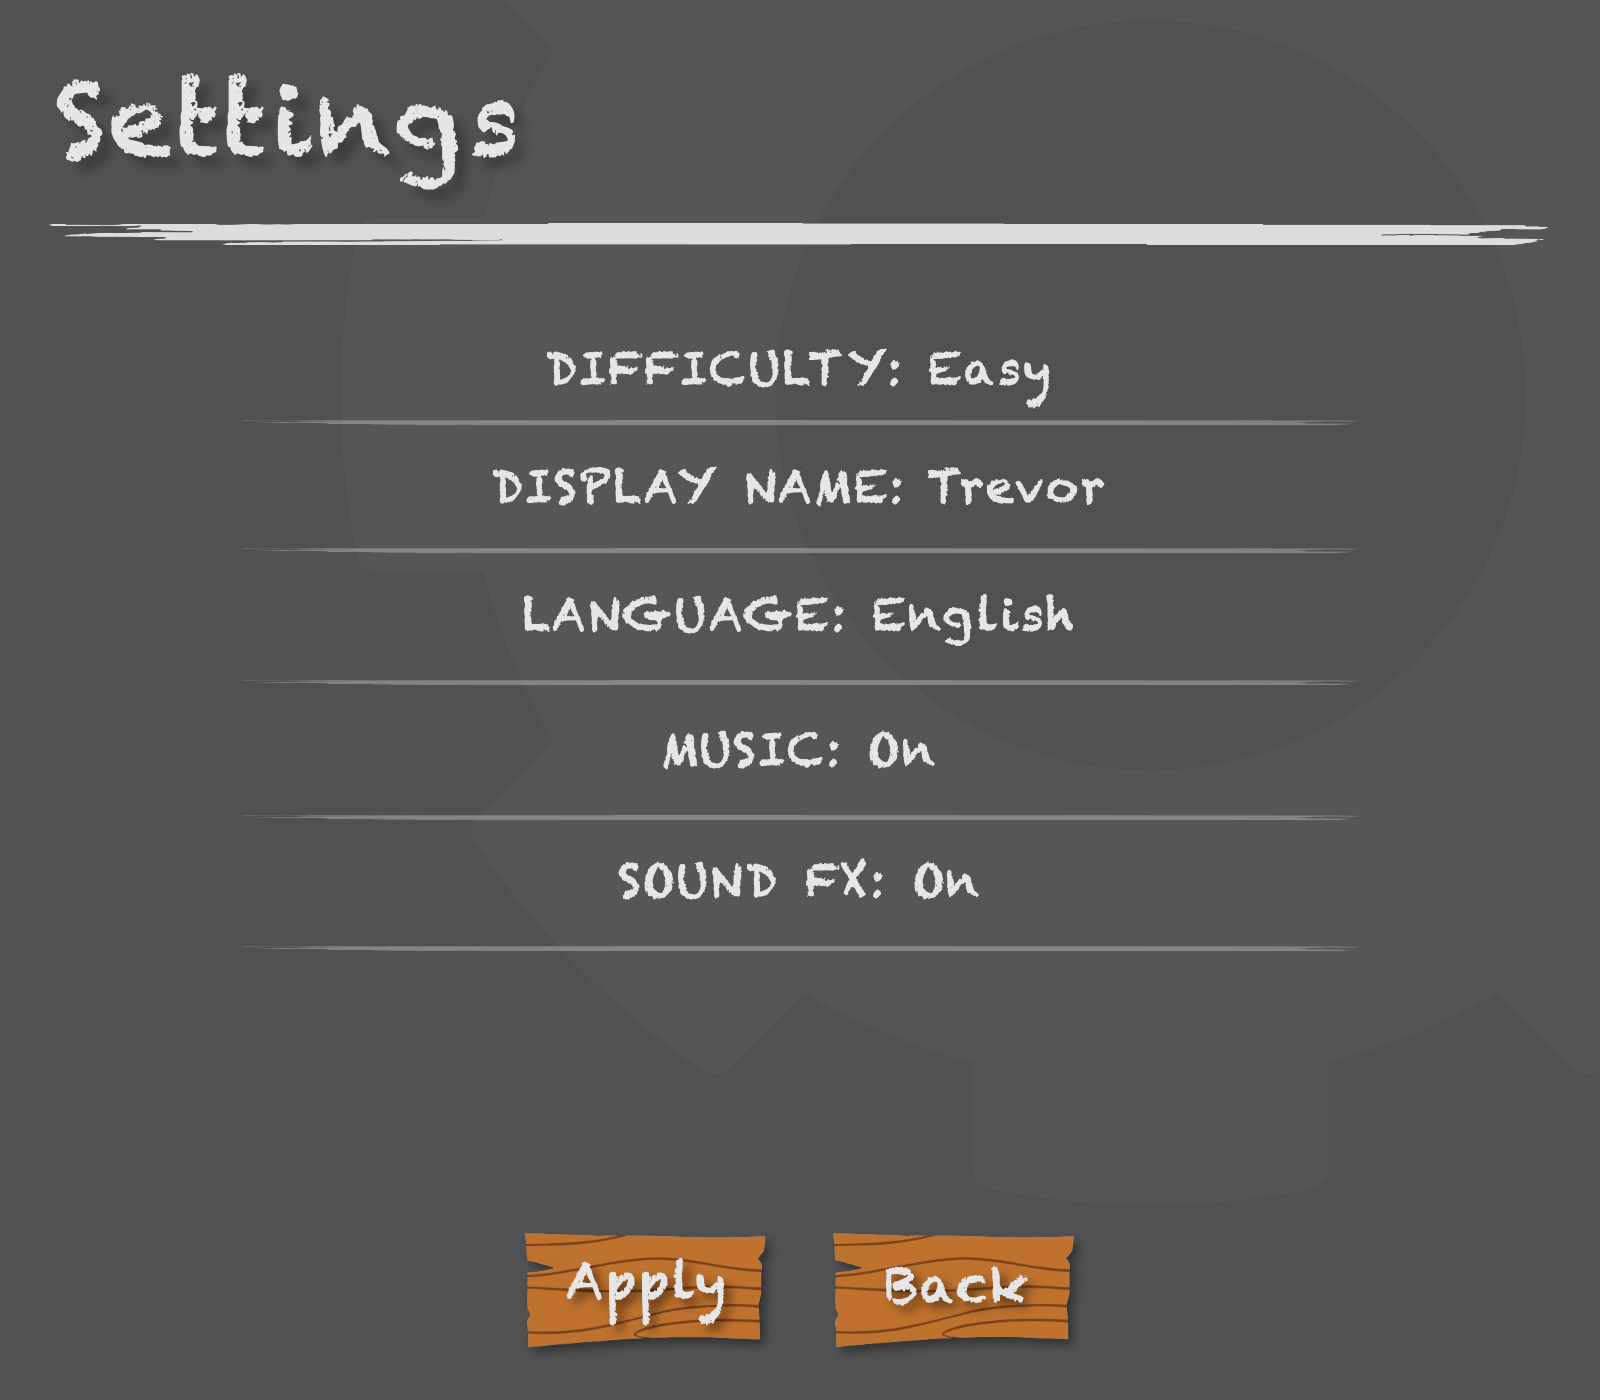 Settings
DIFFICULTY: Easy
DISPLAY NAME: Trevor
LANGUAGE: English
MUSIC: On
SOUND FX: On
Apply
Back